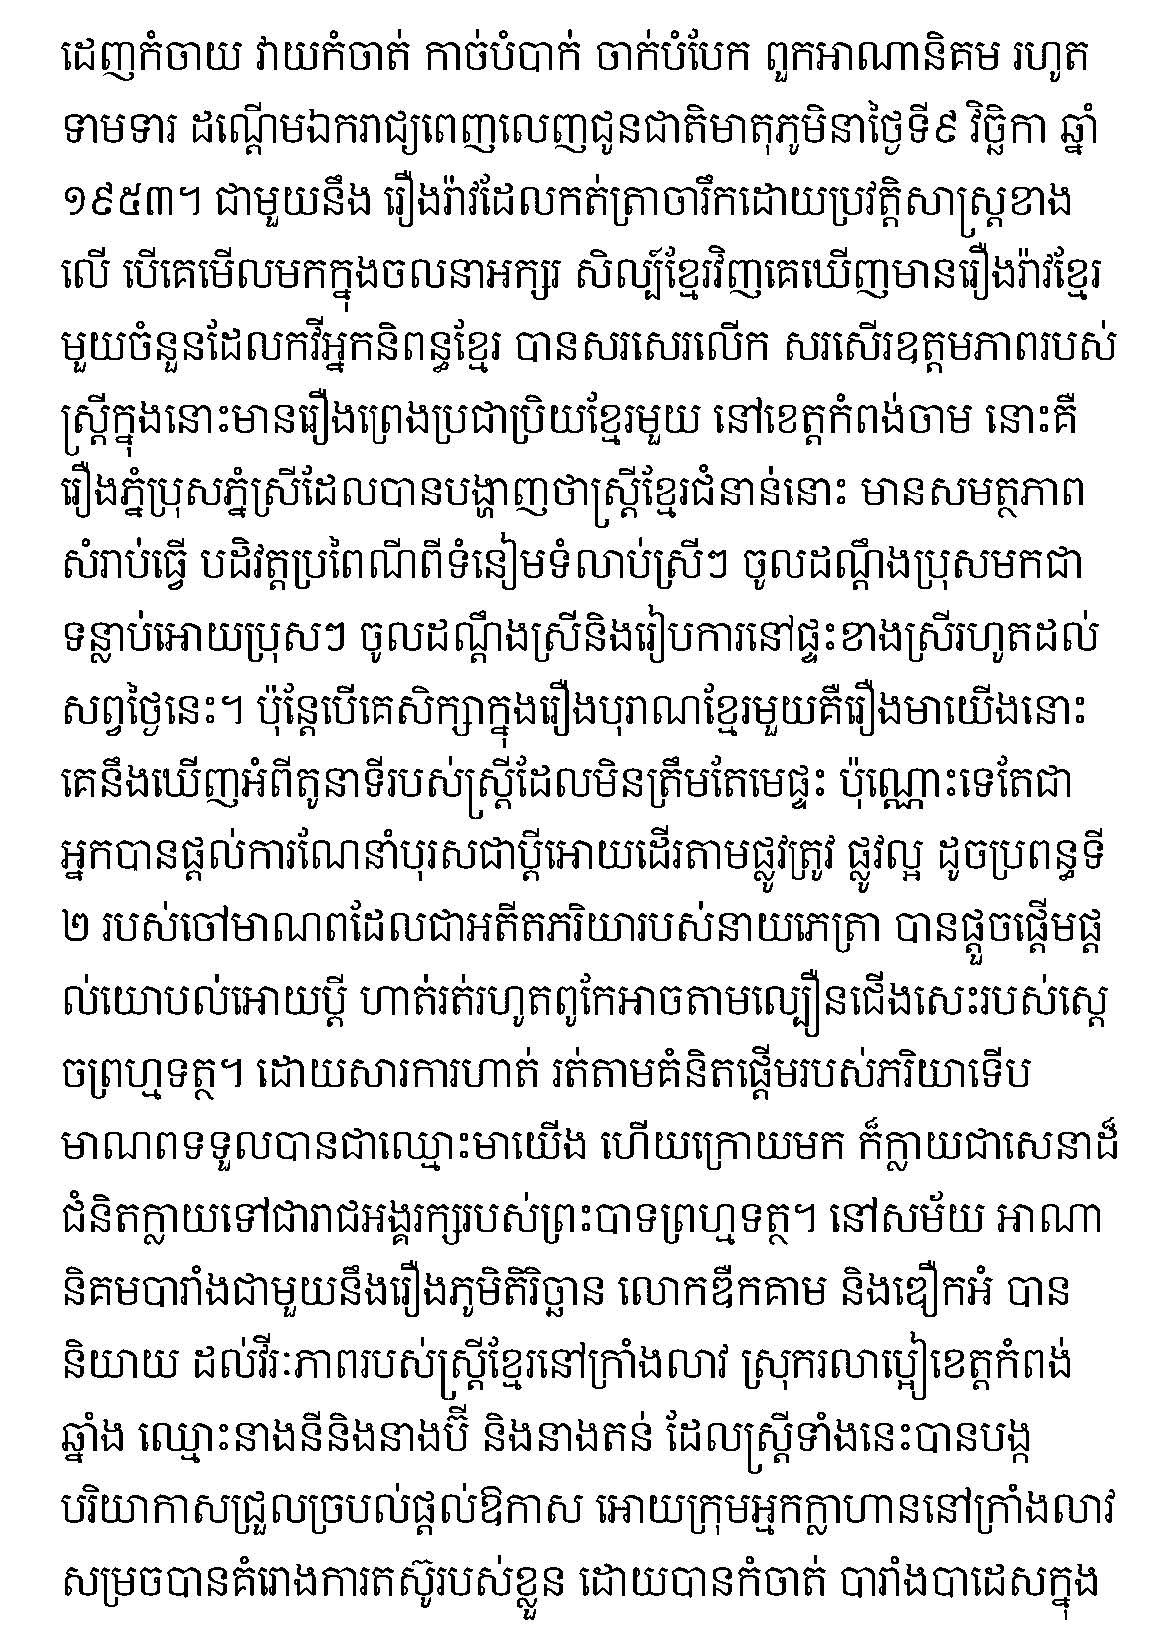 ដេញកំចាយ វាយកំចាត់ កាច់បំបាក់ ចាក់បំបែក ពួកអាណានិគម រហូត
ទាមទារ ដណ្ដើមឯករាជ្យពេញលេញជូនជាតិមាតុភូមិនាថ្ងៃទី៩ វិច្ឆិកា ឆ្នាំ
១៩៥៣។ ជាមួយនឹង រឿងរ៉ាវដែលកត់ត្រាចារឹកដោយប្រវត្តិសាស្ត្រខាង
លើ បើគេមើលមកក្នុងចលនាអក្សរ សិល្ប៍ខ្មែរវិញគេឃើញមានរឿងរ៉ាវខ្មែរ
មួយចំនួនដែលកវីអ្នកនិពន្ធខ្មែរ បានសរសេរលើក សរសើរឧត្តមភាពរបស់
ស្ត្រីក្នុងនោះមានរឿងព្រេងប្រជាប្រិយខ្មែរមួយ នៅខេត្តកំពង់ចាម នោះគឺ
រឿងភ្នំប្រុសភ្នំស្រីដែលបានបង្ហាញថាស្ត្រីខ្មែរជំនាន់នោះ មានសមត្ថភាព
សំរាប់ធ្វើ បដិវត្តប្រពៃណីពីទំនៀមទំលាប់ស្រីៗ ចូលដណ្ដឹងប្រុសមកជា
ទន្លាប់អោយប្រុសៗ ចូលដណ្ដឹងស្រីនិងរៀបការនៅផ្ទះខាងស្រីរហូតដល់
សព្វថ្ងៃនេះ។ ប៉ុន្តែបើគេសិក្សាក្នុងរឿងបុរាណខ្មែរមួយគឺរឿងមាយើងនោះ
គេនឹងឃើញអំពីតូនាទីរបស់ស្ត្រីដែលមិនត្រឹមតែមេផ្ទះ ប៉ុណ្ណោះទេតែជា
អ្នកបានផ្ដល់ការណែនាំបុរសជាប្ដីអោយដើរតាមផ្លូវត្រូវ ផ្លូវល្អ ដូចប្រពន្ធទី
២ របស់ចៅមាណពដែលជាអតីតភរិយារបស់នាយភេត្រា បានផ្ដួចផ្ដើមផ្ដ
ល់យោបល់អោយប្ដី ហាត់រត់រហូតពូកែអាចតាមល្បឿនជើងសេះរបស់ស្ដេ
ចព្រហ្មទត្ថ។ ដោយសារការហាត់ រត់តាមគំនិតផ្ដើមរបស់ភរិយាទើប
មាណពទទួលបានជាឈ្មោះមាយើង ហើយក្រោយមក ក៏ក្លាយជាសេនាដ៏
ជំនិតក្លាយទៅជារាជអង្គរក្សរបស់ព្រះបាទព្រហ្មទត្ថ។ នៅសម័យ អាណា
និគមបារាំងជាមួយនឹងរឿងភូមិតិរិច្ឆាន លោកឌឹកគាម និងឌឿកអំ បាន
និយាយ ដល់វីរៈភាពរបស់ស្ត្រីខ្មែរនៅក្រាំងលាវ ស្រុករលាប្អៀខេត្តកំពង់
ឆ្នាំង ឈ្មោះនាងនីនិងនាងប៊ី និងនាងតន់ ដែលស្ត្រីទាំងនេះបានបង្ក
បរិយាកាសជ្រួលច្របល់ផ្ដល់ឱកាស អោយក្រុមអ្មកក្លាហាននៅក្រាំងលាវ
សម្រេចបានគំរោងការតស៊ូរបស់ខ្លួន ដោយបានកំចាត់ បារាំងបាដេសក្នុង